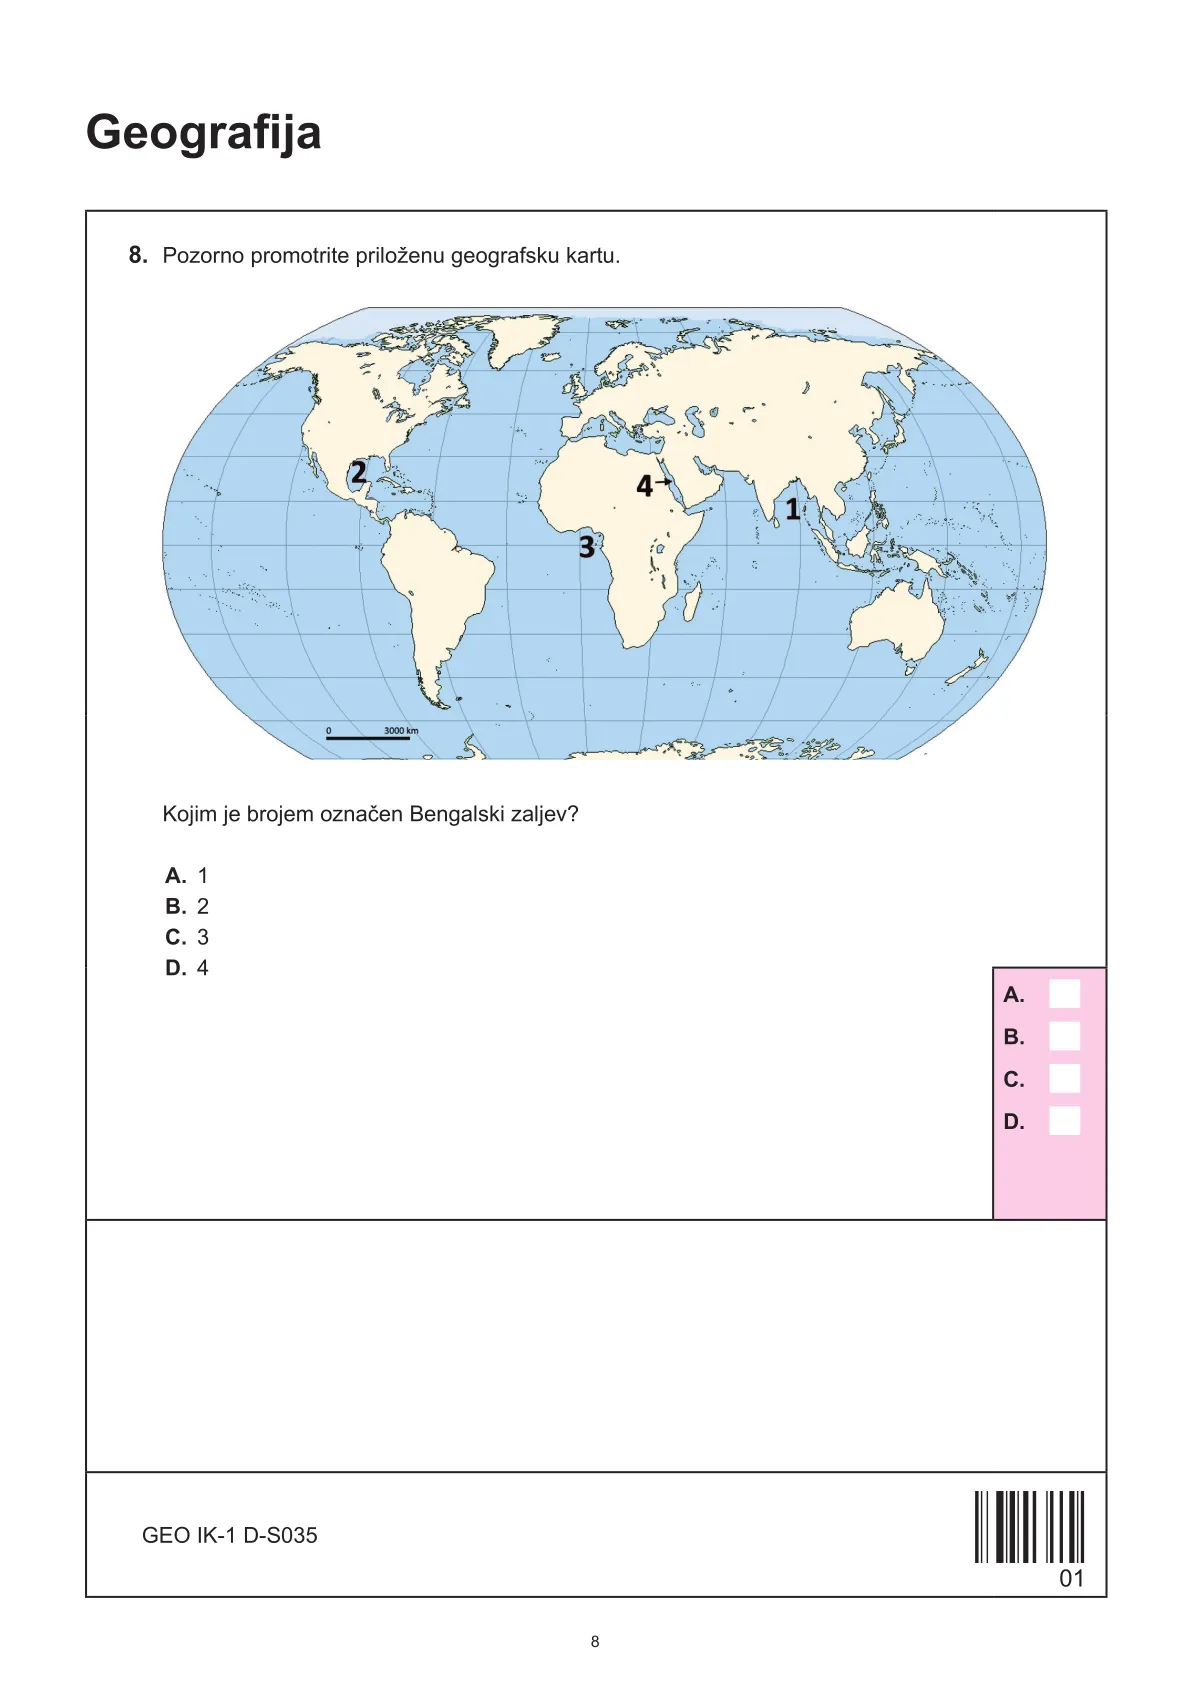 Geografija
8. Pozorno promotrite priloženu geografsku kartu.
2
4
1
3
0 3000 km
Kojim je brojem označen Bengalski zaljev?
A. 1
B. 2
C. 3
D. 4
A.
B.
C.
D.
GEO IK-1 D-S035
01
8